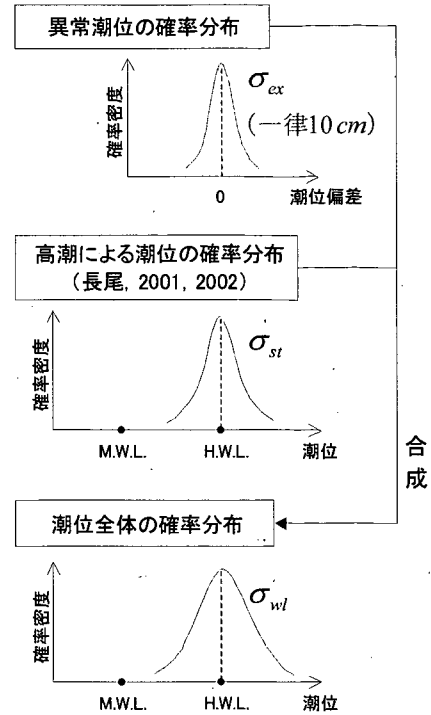 異常潮位の確率分布
確率密度
σex
(一律10cm)
0
潮位偏差
高潮による潮位の確率分布
(長尾, 2001, 2002)
確率密度
σst
M.W.L.
H.W.L.
潮位
合成
潮位全体の確率分布
確率密度
σwl
M.W.L.
H.W.L.
潮位